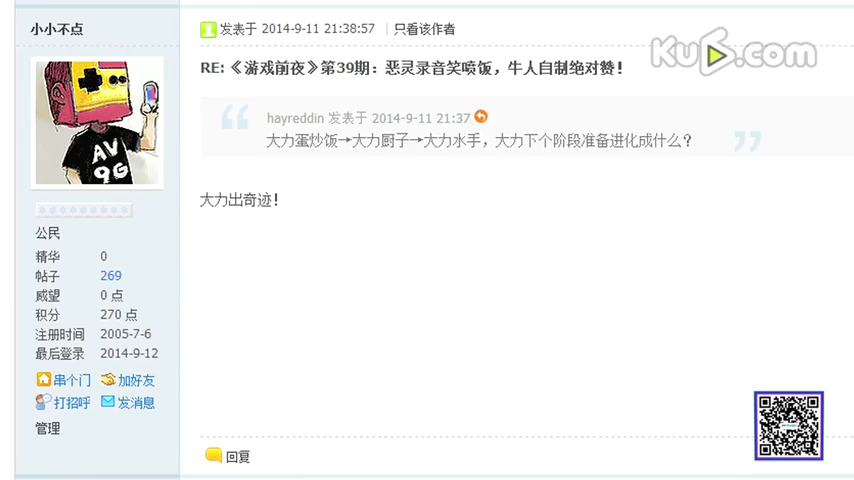 小小不点
发表于 2014-9-11 21:38:57 | 只看该作者
Ku6.com
RE:《游戏前夜》第39期：恶灵录音笑喷饭，牛人自制绝对赞！
hayreddin 发表于 2014-9-11 21:37
大力蛋炒饭→大力厨子→大力水手，大力下个阶段准备进化成什么？
AV
9G
大力出奇迹！
公民
精华 0
帖子 269
威望 0 点
积分 270 点
注册时间 2005-7-6
最后登录 2014-9-12
串个门 加好友
打招呼 发消息
管理
回复